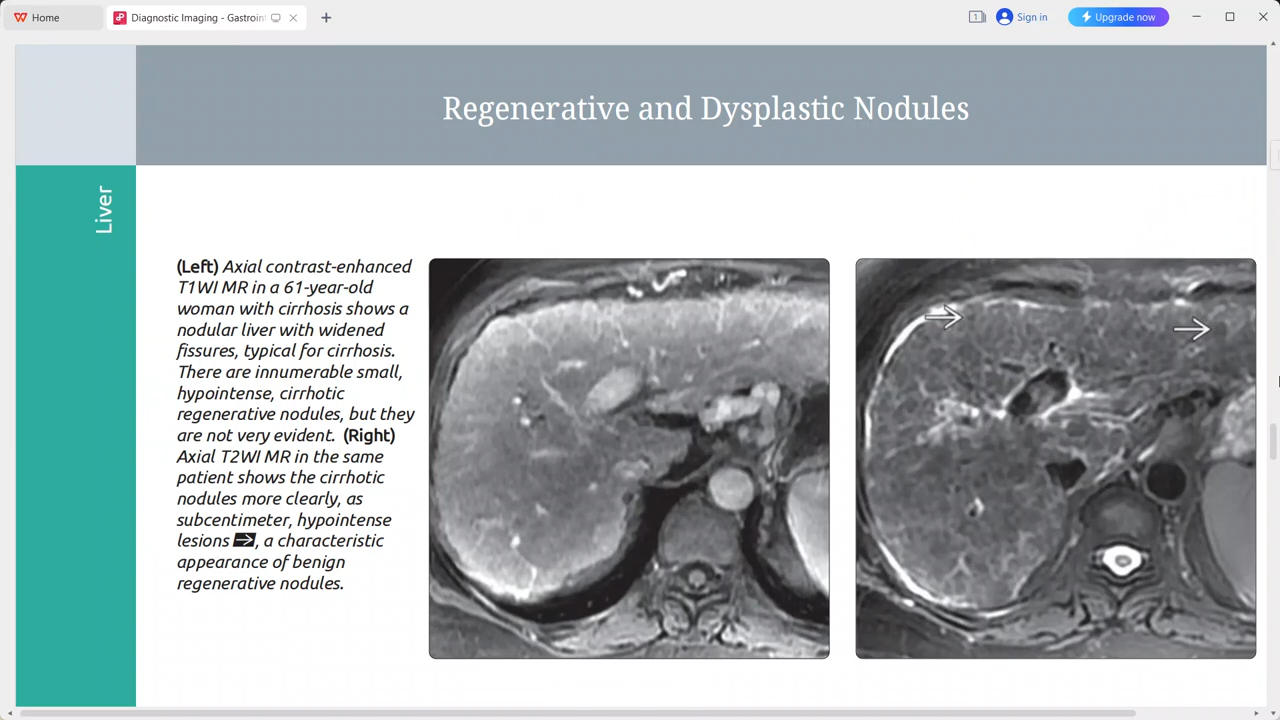 Home
Diagnostic Imaging - Gastroin
1
Sign in
Upgrade now
Regenerative and Dysplastic Nodules
Liver
(Left) Axial contrast-enhanced
T1WI MR in a 61-year-old
woman with cirrhosis shows a
nodular liver with widened
fissures, typical for cirrhosis.
There are innumerable small,
hypointense, cirrhotic
regenerative nodules, but they
are not very evident. (Right)
Axial T2WI MR in the same
patient shows the cirrhotic
nodules more clearly, as
subcentimeter, hypointense
lesions ➡, a characteristic
appearance of benign
regenerative nodules.